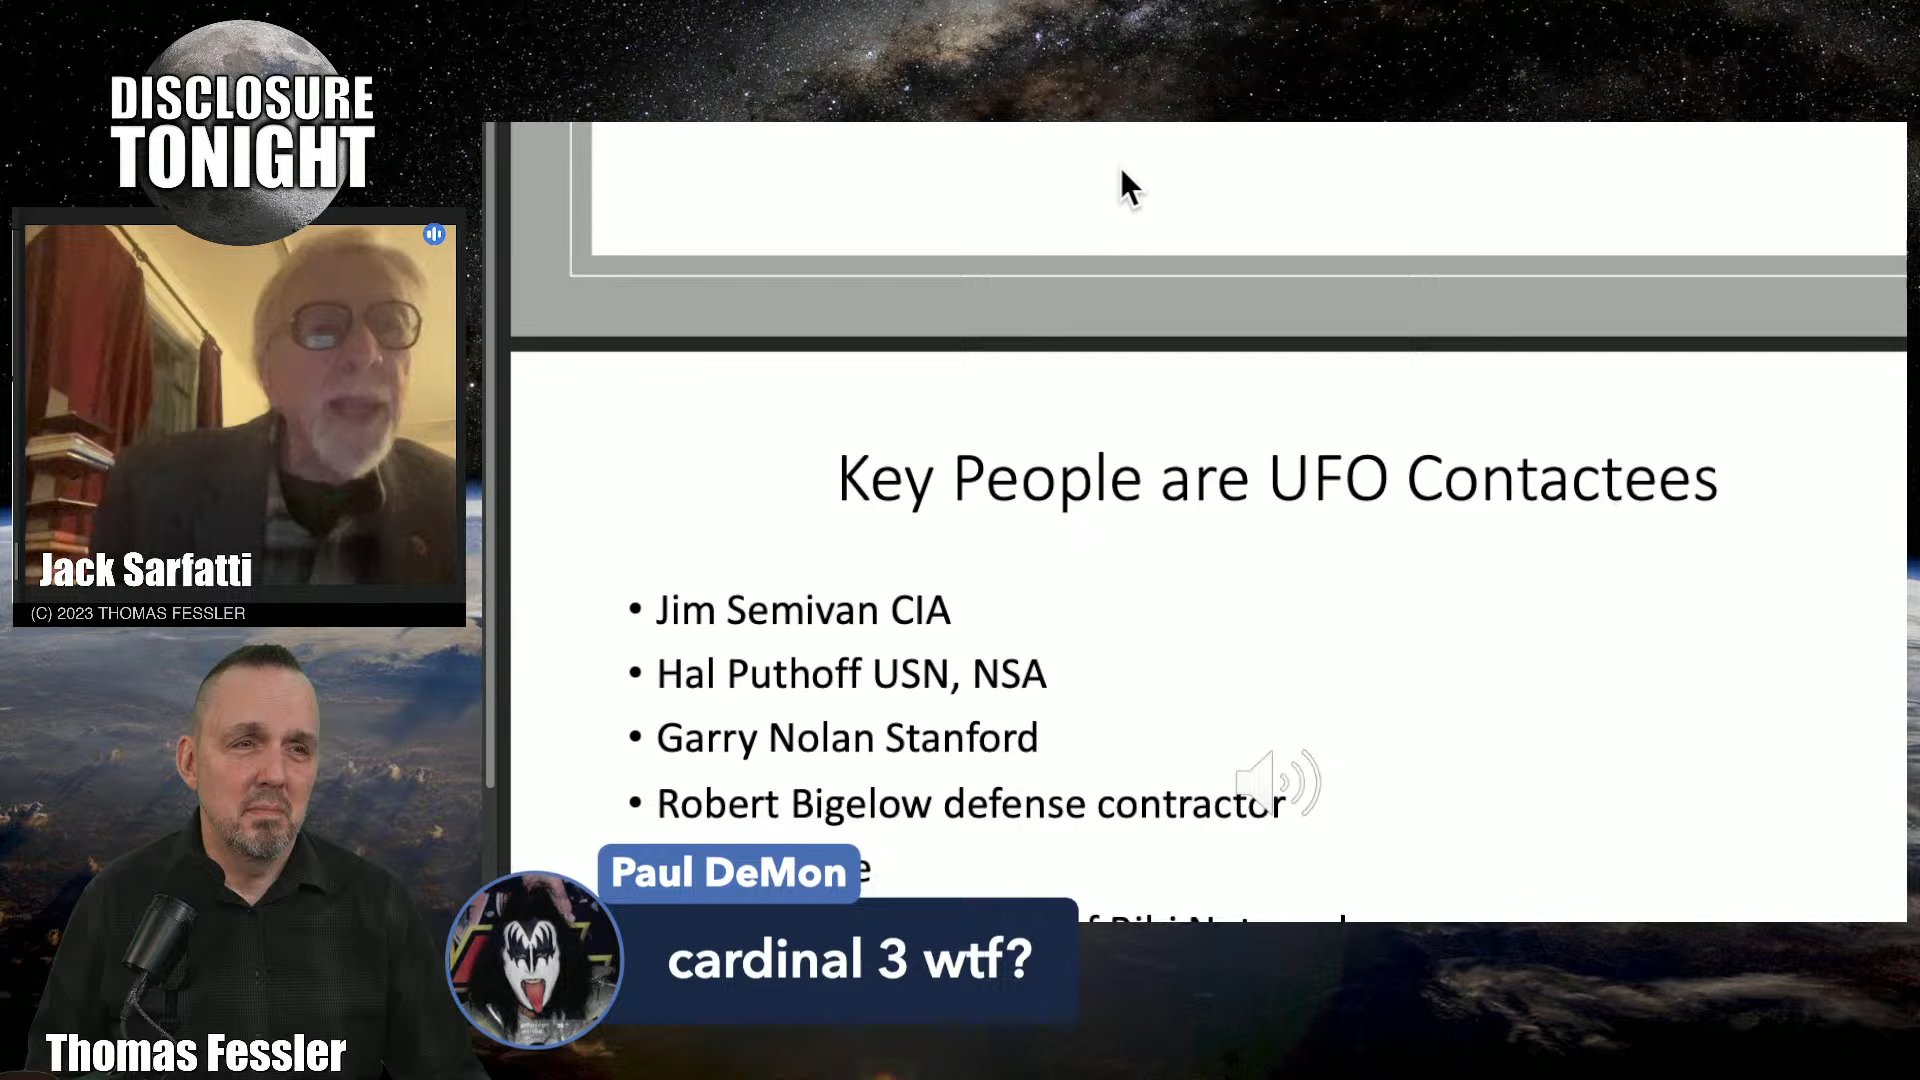 DISCLOSURE
TONIGHT
Jack Sarfatti
(C) 2023 THOMAS FESSLER
Thomas Fessler
Key People are UFO Contactees
• Jim Semivan CIA
• Hal Puthoff USN, NSA
• Garry Nolan Stanford
• Robert Bigelow defense contractor
Paul DeMon
cardinal 3 wtf?